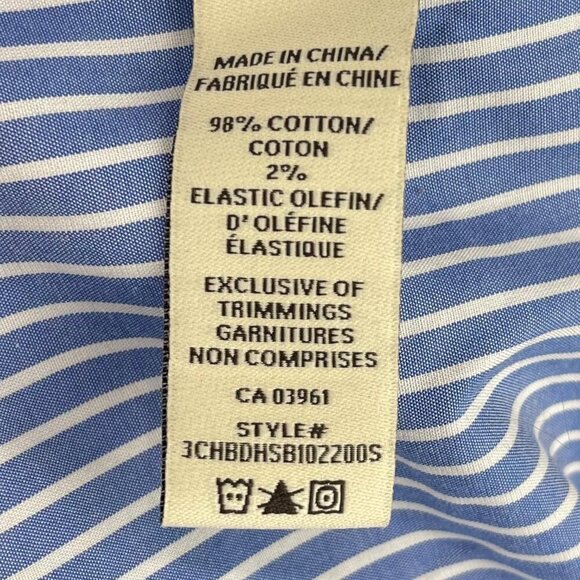 MADE IN CHINA/
FABRIQUÉ EN CHINE
98% COTTON/
COTON
2%
ELASTIC OLEFIN/
D'OLÉFINE
ÉLASTIQUE
EXCLUSIVE OF
TRIMMINGS
GARNITURES
NON COMPRISES
CA 03961
STYLE#
3CHBDHSB102200S